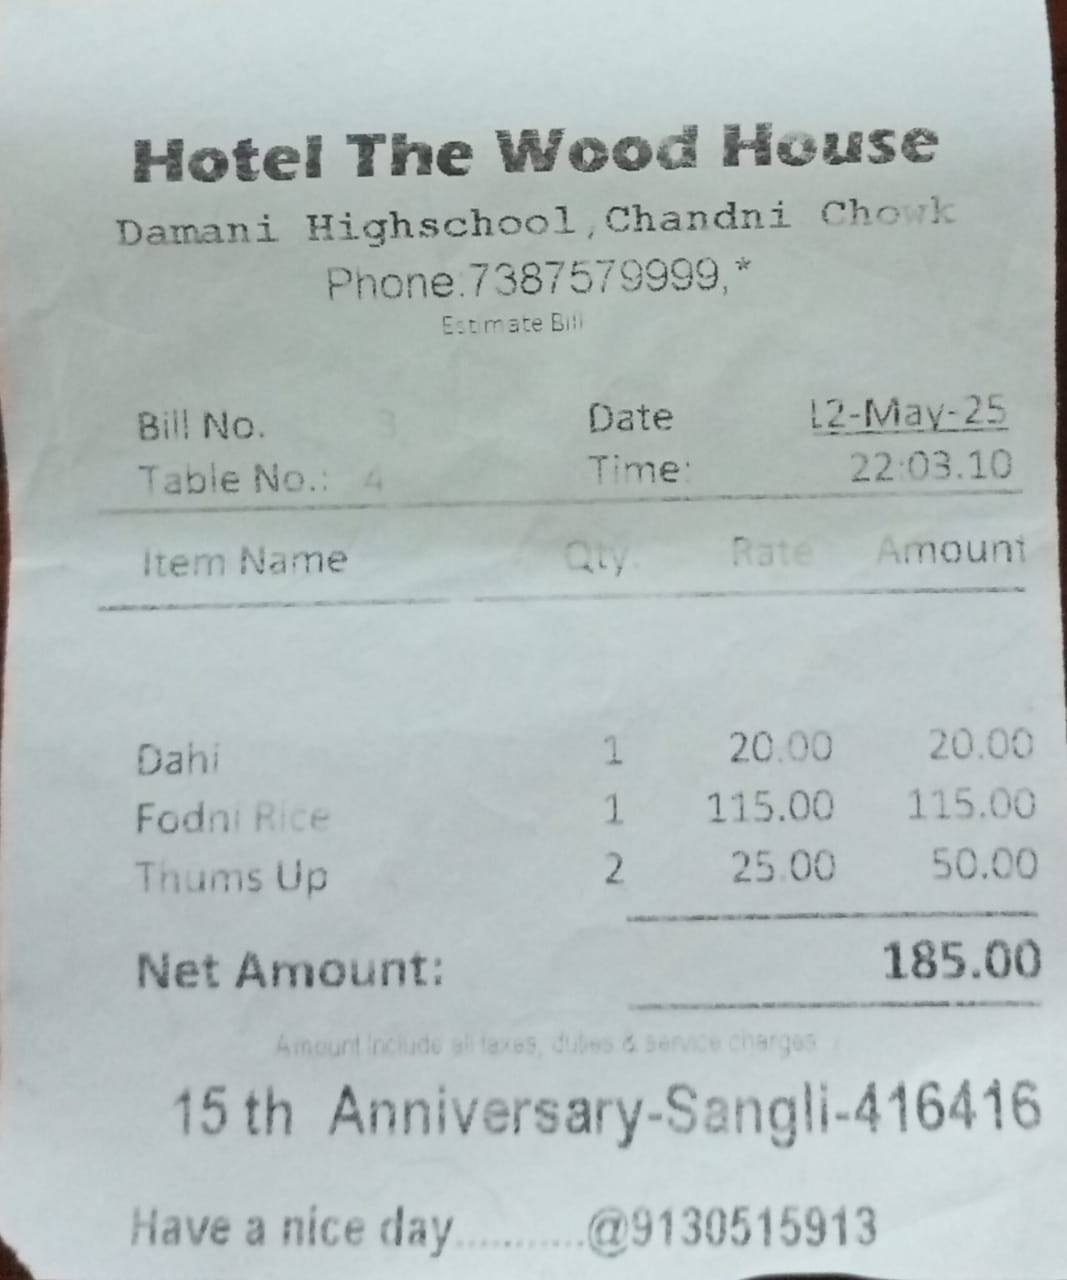 Hotel The Wood House
Damani Highschool,Chandni Chowk
Phone:7387579999,*
Estimate Bill
Bill No. 3 Date 12-May-25
Table No.: 4 Time: 22:03.10
Item Name Qty. Rate Amount
Dahi 1 20.00 20.00
Fodni Rice 1 115.00 115.00
Thums Up 2 25.00 50.00
Net Amount: 185.00
Amount Include all taxes, duties & service charges
15 th Anniversary-Sangli-416416
Have a nice day...........@9130515913